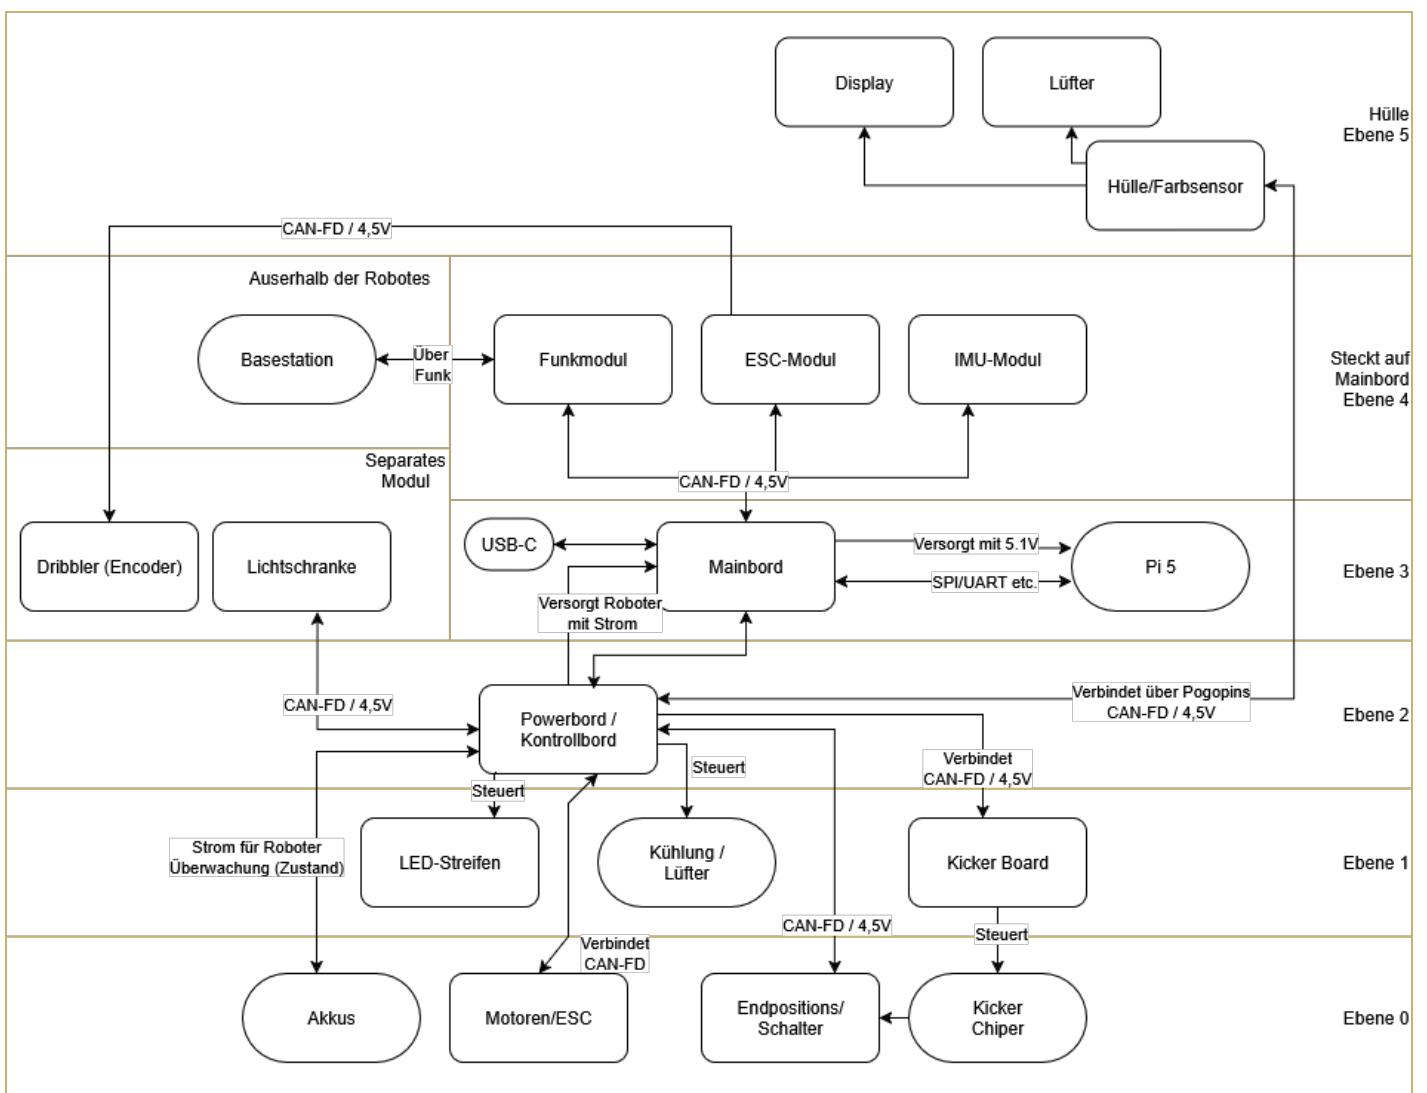 Display
Lüfter
Hülle
Ebene 5
Hülle/Farbsensor
CAN-FD / 4,5V
Auserhalb der Robotes
Basestation
Über
Funk
Funkmodul
ESC-Modul
IMU-Modul
Steckt auf
Mainbord
Ebene 4
Separates
Modul
CAN-FD / 4,5V
Dribbler (Encoder)
Lichtschranke
USB-C
Mainbord
Versorgt mit 5.1V
SPI/UART etc.
Pi 5
Ebene 3
Versorgt Roboter
mit Strom
CAN-FD / 4,5V
Powerbord /
Kontrollbord
Verbindet über Pogopins
CAN-FD / 4,5V
Ebene 2
Steuert
Steuert
Verbindet
CAN-FD / 4,5V
Strom für Roboter
Überwachung (Zustand)
LED-Streifen
Kühlung /
Lüfter
Kicker Board
Ebene 1
CAN-FD / 4,5V
Steuert
Verbindet
CAN-FD
Akkus
Motoren/ESC
Endpositions/
Schalter
Kicker
Chiper
Ebene 0